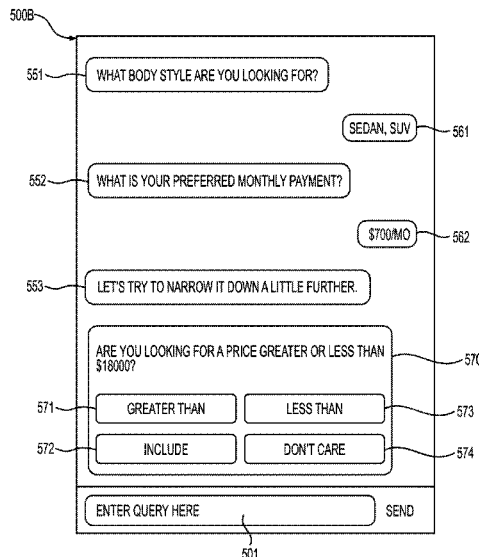 500B
551
WHAT BODY STYLE ARE YOU LOOKING FOR?
SEDAN, SUV
561
552
WHAT IS YOUR PREFERRED MONTHLY PAYMENT?
$700/MO
562
553
LET'S TRY TO NARROW IT DOWN A LITTLE FURTHER.
ARE YOU LOOKING FOR A PRICE GREATER OR LESS THAN
$18000?
570
571
GREATER THAN
LESS THAN
573
572
INCLUDE
DON'T CARE
574
ENTER QUERY HERE
SEND
501